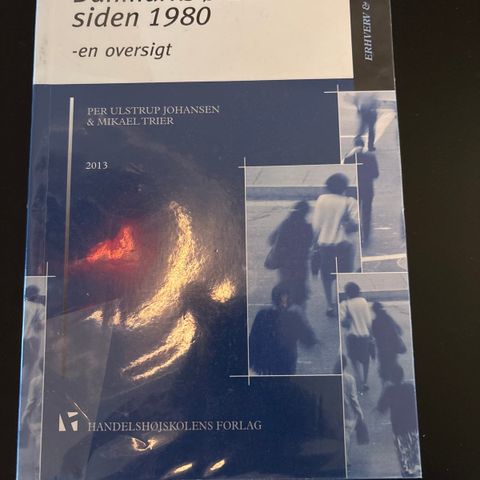 siden 1980
-en oversigt
ERHVERV &
PER ULSTRUP JOHANSEN
& MIKAEL TRIER
2013
HANDELSHØJSKOLENS FORLAG